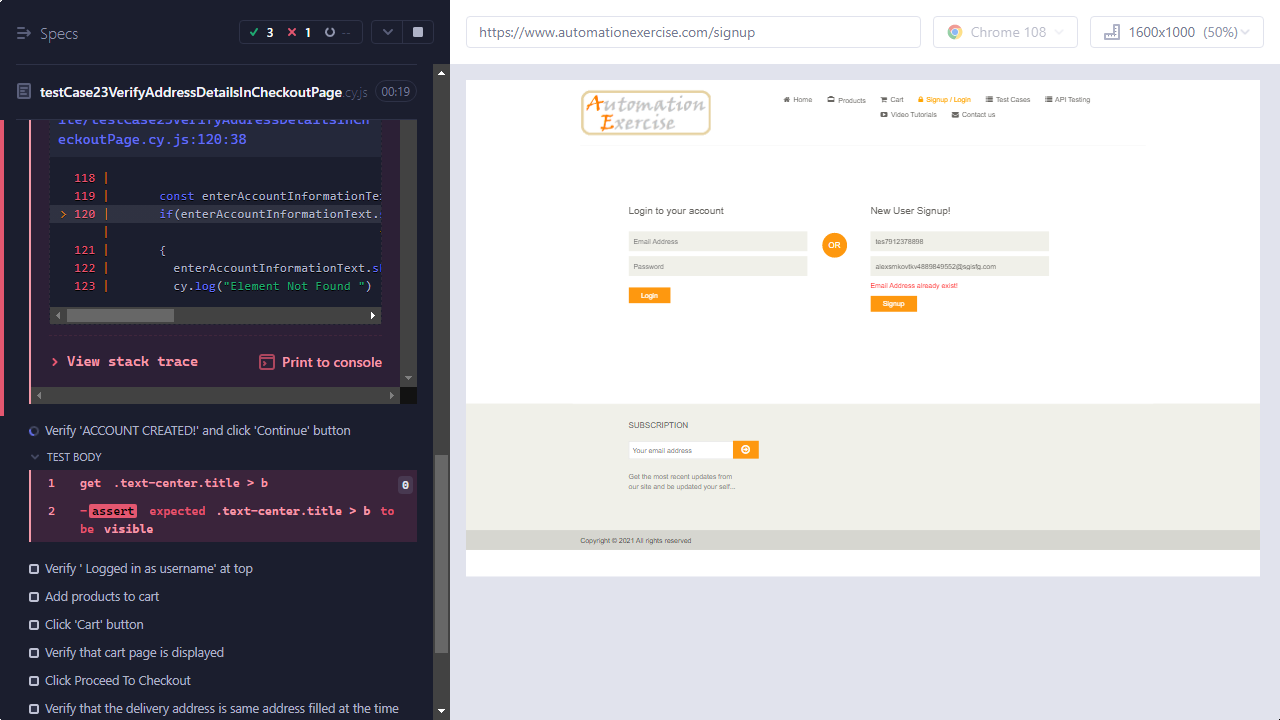 Specs
3 1 --
testCase23VerifyAddressDetailsInCheckoutPage.cy.js 00:19
ite/testCase23VerifyAddressDetailsInCh
eckoutPage.cy.js:120:38
118 |
119 | const enterAccountInformationTe
> 120 | if(enterAccountInformationText.
|
121 | {
122 | enterAccountInformationText.sh
123 | cy.log("Element Not Found ")
> View stack trace
Print to console
Verify 'ACCOUNT CREATED!' and click 'Continue' button
TEST BODY
1 get .text-center.title > b 0
2 -assert expected .text-center.title > b to
be visible
Verify ' Logged in as username' at top
Add products to cart
Click 'Cart' button
Verify that cart page is displayed
Click Proceed To Checkout
Verify that the delivery address is same address filled at the time
https://www.automationexercise.com/signup
Chrome 108
1600x1000 (50%)
Automation
Exercise
Home Products Cart Signup / Login Test Cases API Testing
Video Tutorials Contact us
Login to your account
Email Address
Password
Login
OR
New User Signup!
tes7912378898
alexsmkovtkv4889849552@sgisfg.com
Email Address already exist!
Signup
SUBSCRIPTION
Your email address
Get the most recent updates from
our site and be updated your self...
Copyright © 2021 All rights reserved